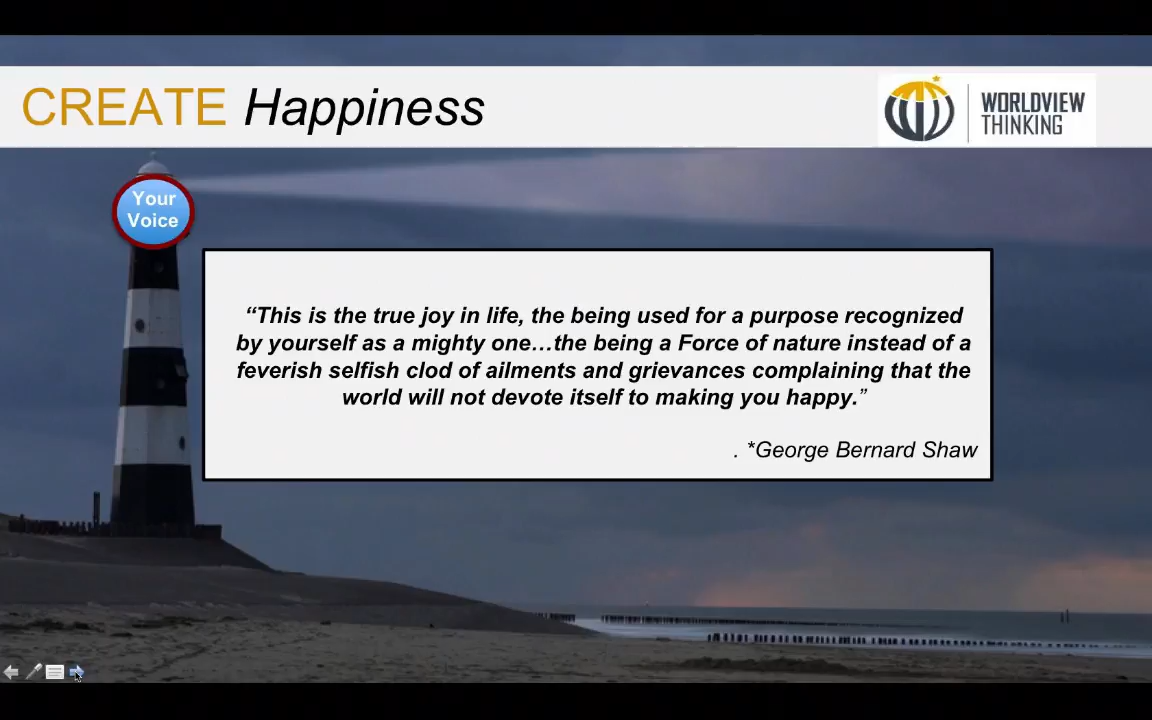 CREATE Happiness
WORLDVIEW
THINKING
Your
Voice
“This is the true joy in life, the being used for a purpose recognized
by yourself as a mighty one…the being a Force of nature instead of a
feverish selfish clod of ailments and grievances complaining that the
world will not devote itself to making you happy.”
. *George Bernard Shaw